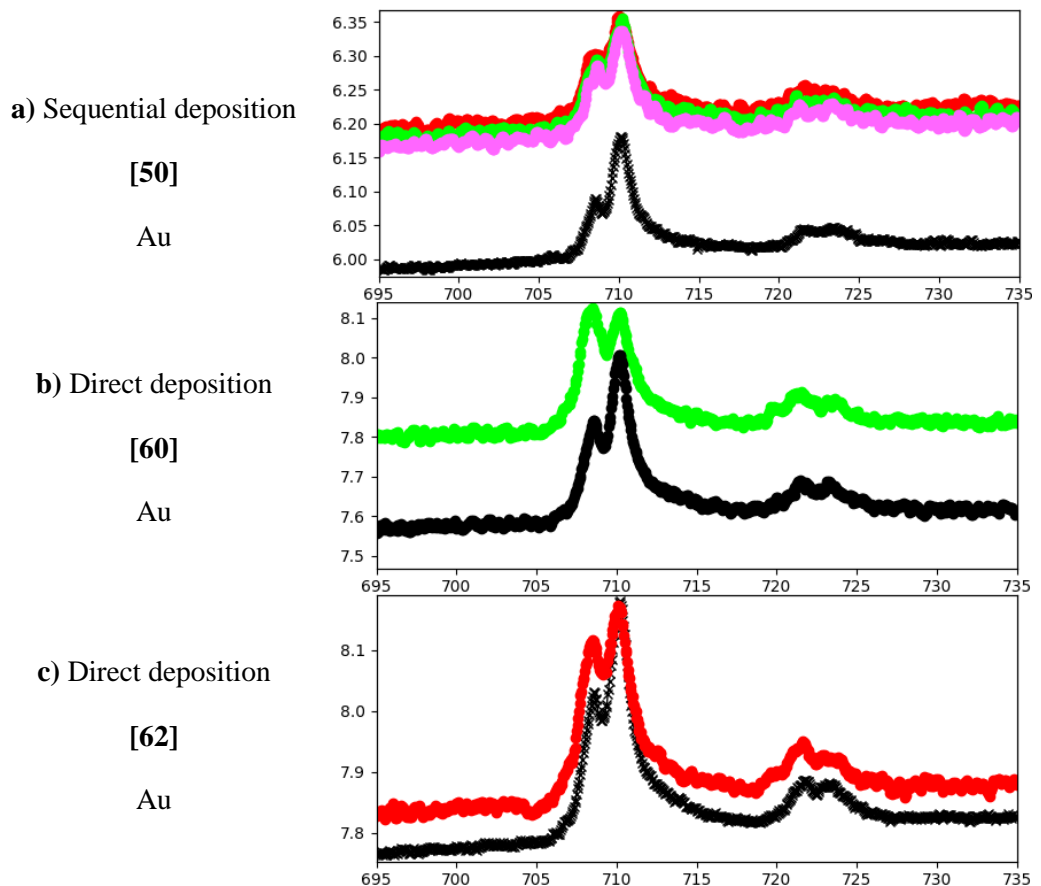 a) Sequential deposition
[50]
Au
6.35
6.30
6.25
6.20
6.15
6.10
6.05
6.00
695 700 705 710 715 720 725 730 735
b) Direct deposition
[60]
Au
8.1
8.0
7.9
7.8
7.7
7.6
7.5
695 700 705 710 715 720 725 730 735
c) Direct deposition
[62]
Au
8.1
8.0
7.9
7.8
695 700 705 710 715 720 725 730 735